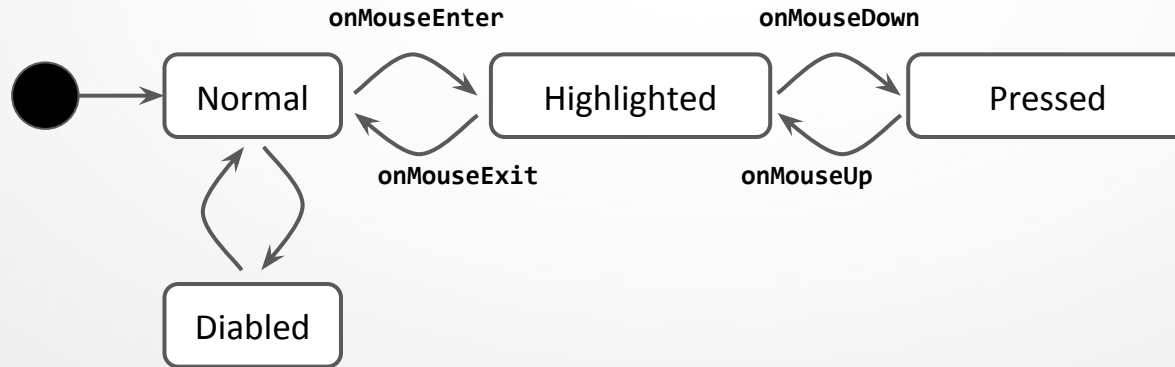 onMouseEnter
onMouseDown
Normal
Highlighted
Pressed
onMouseExit
onMouseUp
Diabled